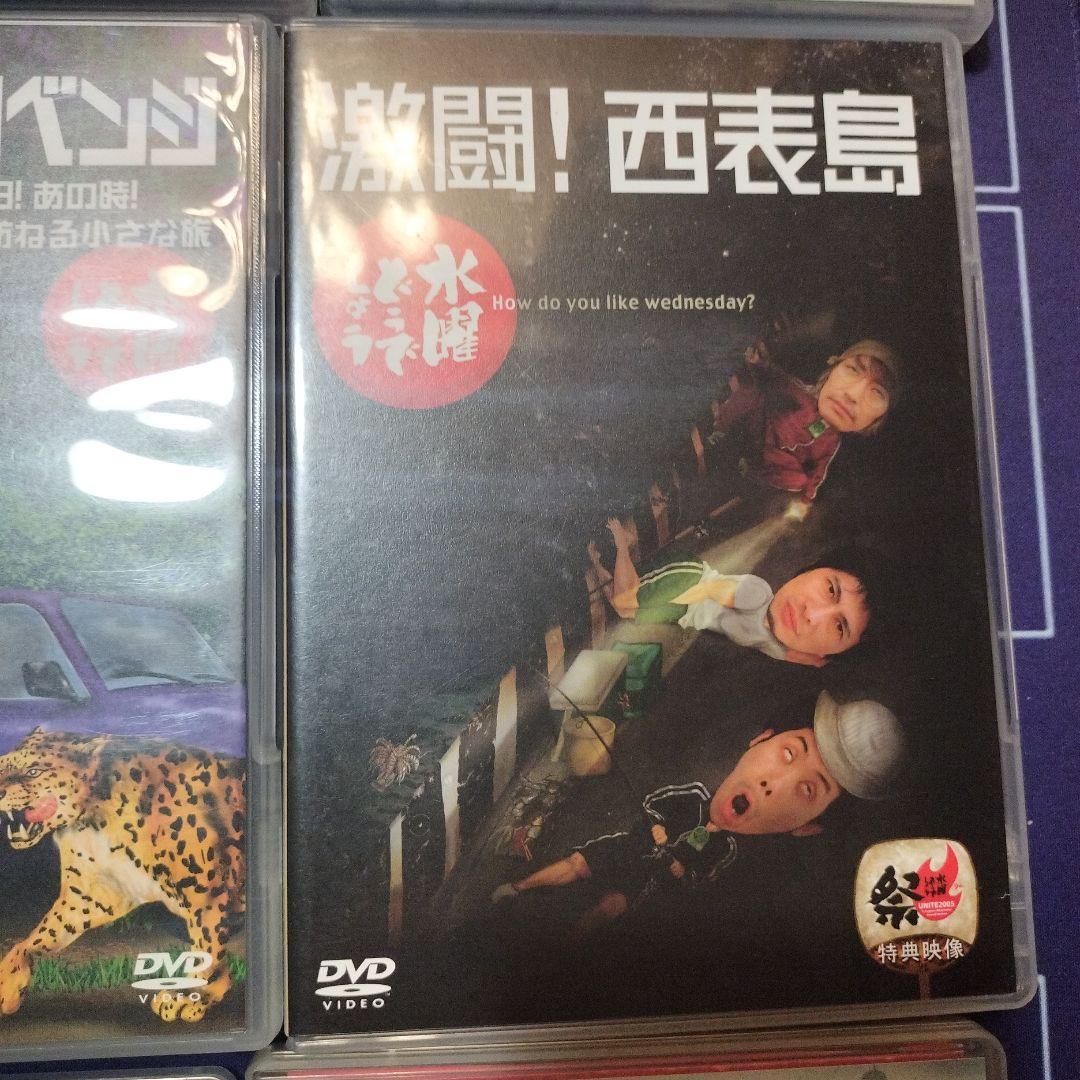 ベンジ
日! あの時!
訪ねる小さな旅
DVD
VIDEO
激闘! 西表島
水曜
どうで
しょう
How do you like wednesday?
祭
UNITE2005
特典映像
DVD
VIDEO